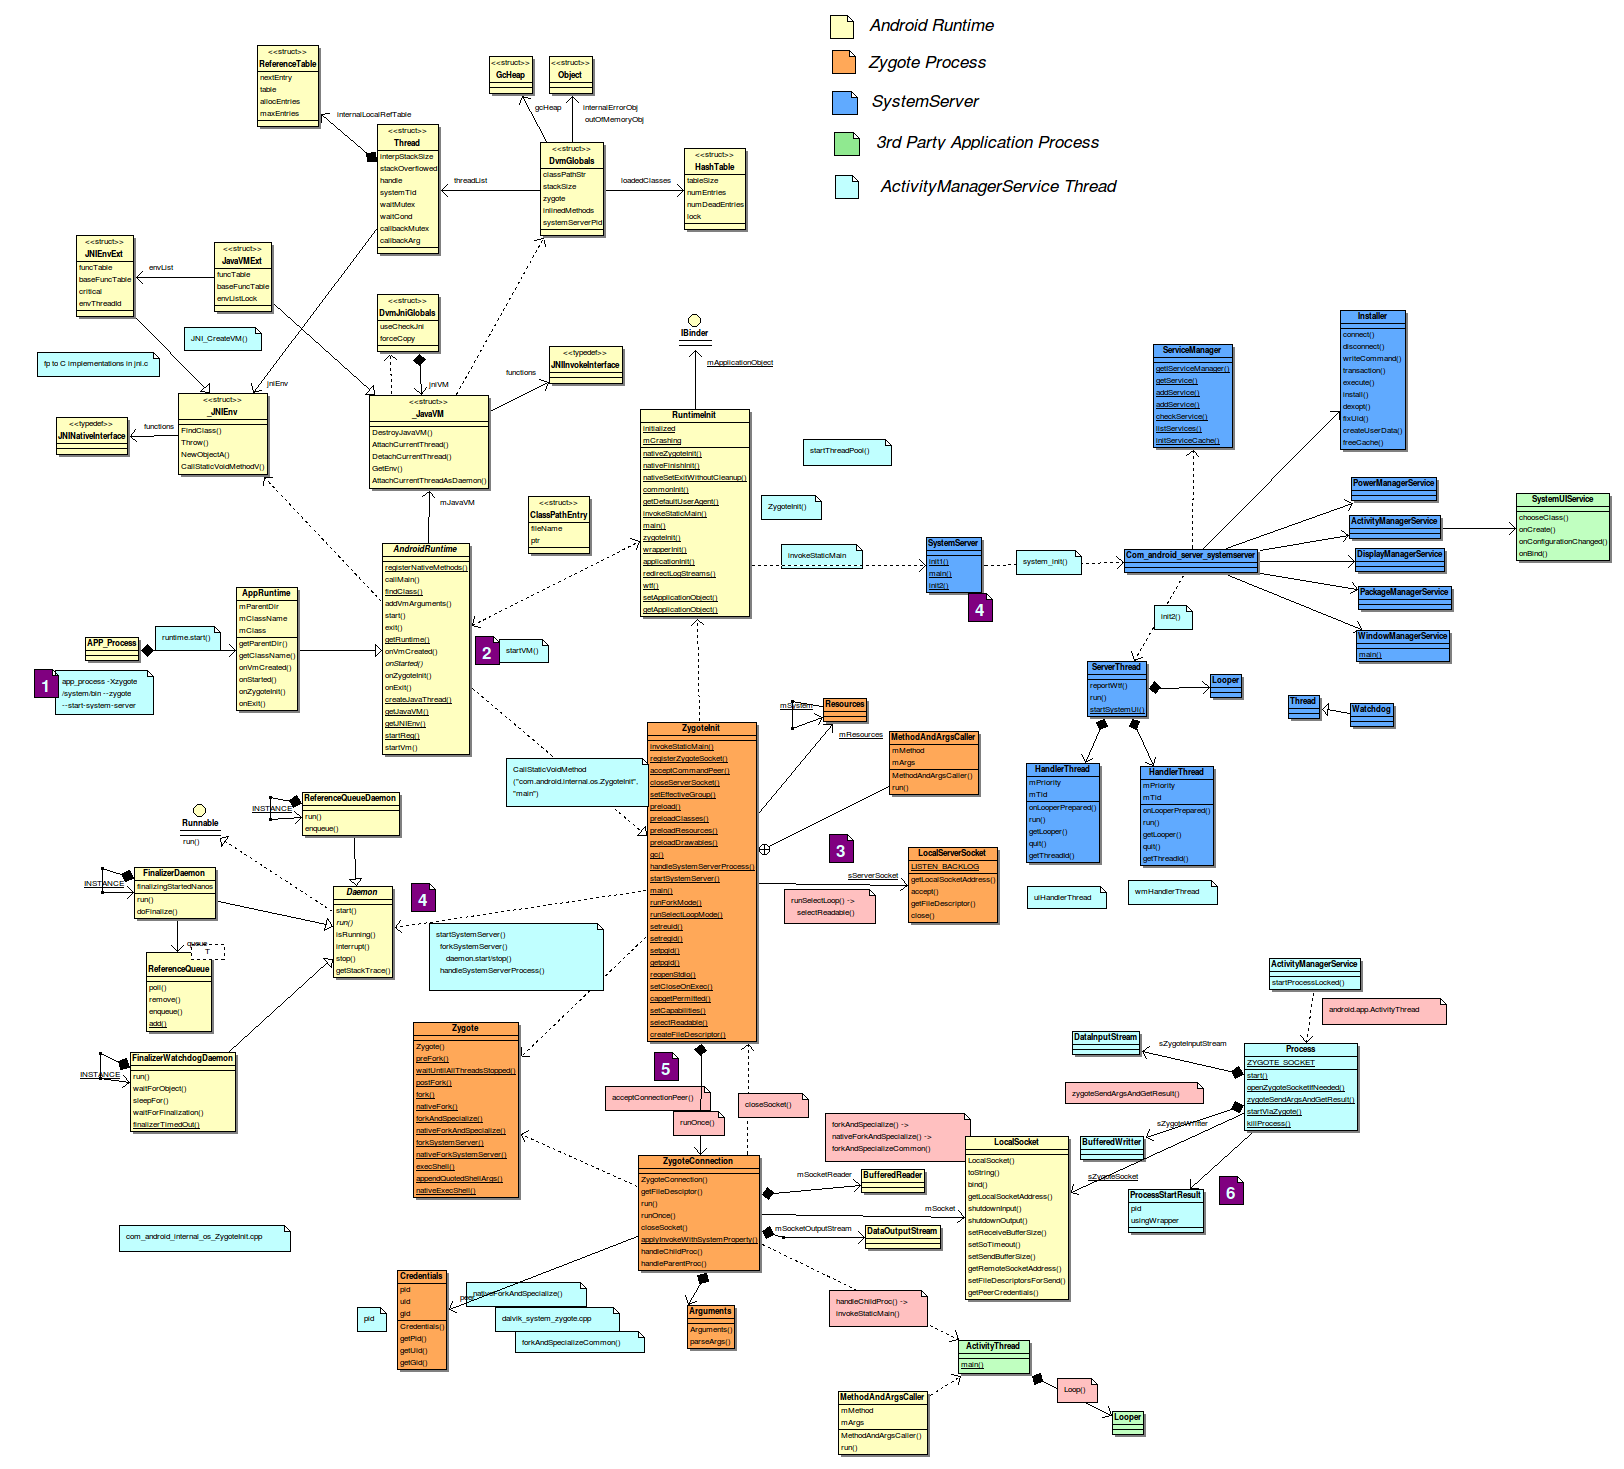 Android Runtime
Zygote Process
SystemServer
3rd Party Application Process
ActivityManagerService Thread
<<struct>>
ReferenceTable
nextEntry
table
allocEntries
maxEntries
internalLocalRefTable
<<struct>>
GcHeap
<<struct>>
Object
gcHeap
internalErrorObj
outOfMemoryObj
<<struct>>
Thread
interpStackSize
stackOverflowed
handle
systemTid
waitMutex
waitCond
callbackMutex
callbackArg
threadList
<<struct>>
DvmGlobals
classPathStr
stackSize
zygote
inlinedMethods
systemServerPid
loadedClasses
<<struct>>
HashTable
tableSize
numEntries
numDeadEntries
lock
<<struct>>
JNIEnvExt
funcTable
baseFuncTable
critical
envThreadId
envList
<<struct>>
JavaVMExt
funcTable
baseFuncTable
envListLock
JNI_CreateVM()
fp to C implementations in jni.c
<<struct>>
DvmJniGlobals
useCheckJni
forceCopy
jniVM
jniEnv
<<typedef>>
JNIInvokeInterface
functions
<<typedef>>
JNINativeInterface
functions
<<struct>>
_JNIEnv
FindClass()
Throw()
NewObjectA()
CallStaticVoidMethodV()
<<struct>>
_JavaVM
DestroyJavaVM()
AttachCurrentThread()
DetachCurrentThread()
GetEnv()
AttachCurrentThreadAsDaemon()
mJavaVM
<<struct>>
ClassPathEntry
fileName
ptr
IBinder
mApplicationObject
RuntimeInit
initialized
mCrashing
nativeZygoteInit()
nativeFinishInit()
nativeSetExitWithoutCleanup()
commonInit()
getDefaultUserAgent()
invokeStaticMain()
main()
zygoteInit()
wrapperInit()
applicationInit()
redirectLogStreams()
wtf()
setApplicationObject()
getApplicationObject()
startThreadPool()
ZygoteInit()
invokeStaticMain
SystemServer
init1()
main()
init2()
4
system_init()
Com_android_server_systemserver
ServiceManager
getIServiceManager()
getService()
addService()
addService()
checkService()
listServices()
initServiceCache()
Installer
connect()
disconnect()
writeCommand()
transaction()
execute()
install()
dexopt()
fixUid()
createUserData()
freeCache()
PowerManagerService
ActivityManagerService
DisplayManagerService
PackageManagerService
WindowManagerService
main()
SystemUIService
chooseClass()
onCreate()
onConfigurationChanged()
onBind()
init2()
ServerThread
reportWtf()
run()
startSystemUi()
Looper
Thread
Watchdog
HandlerThread
mPriority
mTid
onLooperPrepared()
run()
getLooper()
quit()
getThreadId()
HandlerThread
mPriority
mTid
onLooperPrepared()
run()
getLooper()
quit()
getThreadId()
uiHandlerThread
wmHandlerThread
APP_Process
runtime.start()
1
app_process -Xzygote
/system/bin --zygote
--start-system-server
AppRuntime
mParentDir
mClassName
mClass
getParentDir()
getClassName()
onVmCreated()
onStarted()
onZygoteInit()
onExit()
AndroidRuntime
registerNativeMethods()
callMain()
findClass()
addVmArguments()
start()
exit()
getRuntime()
onVmCreated()
onStarted()
onZygoteInit()
onExit()
createJavaThread()
getJavaVM()
getJNIEnv()
startReg()
startVm()
2
startVM()
CallStaticVoidMethod
("com.android.internal.os.ZygoteInit",
"main")
ZygoteInit
invokeStaticMain()
registerZygoteSocket()
acceptCommandPeer()
closeServerSocket()
setEffectiveGroup()
preload()
preloadClasses()
preloadResources()
preloadDrawables()
gc()
handleSystemServerProcess()
startSystemServer()
main()
runForkMode()
runSelectLoopMode()
setreuid()
setregid()
setpgid()
getpgid()
reopenStdio()
setCloseOnExec()
capgetPermitted()
setCapabilities()
selectReadable()
createFileDescriptor()
mSystem
Resources
mResources
MethodAndArgsCaller
mMethod
mArgs
MethodAndArgsCaller()
run()
3
sServerSocket
LocalServerSocket
LISTEN_BACKLOG
getLocalSocketAddress()
accept()
getFileDescriptor()
close()
runSelectLoop() ->
selectReadable()
Runnable
run()
INSTANCE
ReferenceQueueDaemon
run()
enqueue()
INSTANCE
FinalizerDaemon
finalizingStartedNanos
run()
doFinalize()
Daemon
start()
run()
isRunning()
interrupt()
stop()
getStackTrace()
4
startSystemServer()
forkSystemServer()
daemon.start/stop()
handleSystemServerProcess()
queue
T
ReferenceQueue
poll()
remove()
enqueue()
add()
INSTANCE
FinalizerWatchdogDaemon
run()
waitForObject()
sleepFor()
waitForFinalization()
finalizerTimedOut()
Zygote
Zygote()
preFork()
waitUntilAllThreadsStopped()
postFork()
fork()
nativeFork()
forkAndSpecialize()
nativeForkAndSpecialize()
forkSystemServer()
nativeForkSystemServer()
execShell()
appendQuotedShellArgs()
nativeExecShell()
5
acceptConnectionPeer()
runOnce()
closeSocket()
ZygoteConnection
ZygoteConnection()
getFileDesciptor()
run()
runOnce()
closeSocket()
applyInvokeWithSystemProperty()
handleChildProc()
handleParentProc()
forkAndSpecialize() ->
nativeForkAndSpecialize() ->
forkAndSpecializeCommon()
mSocketReader
BufferedReader
mSocket
mSocketOutputStream
DataOutputStream
LocalSocket
LocalSocket()
toString()
bind()
getLocalSocketAddress()
shutdownInput()
shutdownOutput()
setReceiveBufferSize()
setSoTimeout()
setSendBufferSize()
getRemoteSocketAddress()
setFileDescriptorsForSend()
getPeerCredentials()
ActivityManagerService
startProcessLocked()
android.app.ActivityThread
DataInputStream
sZygoteInputStream
Process
ZYGOTE_SOCKET
start()
openZygoteSocketIfNeeded()
zygoteSendArgsAndGetResult()
startViaZygote()
killProcess()
zygoteSendArgsAndGetResult()
sZygoteWriter
BufferedWritter
sZygoteSocket
ProcessStartResult
pid
usingWrapper
6
com_android_internal_os_ZygoteInit.cpp
Credentials
pid
uid
gid
Credentials()
getPid()
getUid()
getGid()
pid
peer
nativeForkAndSpecialize()
dalvik_system_zygote.cpp
forkAndSpecializeCommon()
Arguments
Arguments()
parseArgs()
handleChildProc() ->
invokeStaticMain()
ActivityThread
main()
Loop()
Looper
MethodAndArgsCaller
mMethod
mArgs
MethodAndArgsCaller()
run()